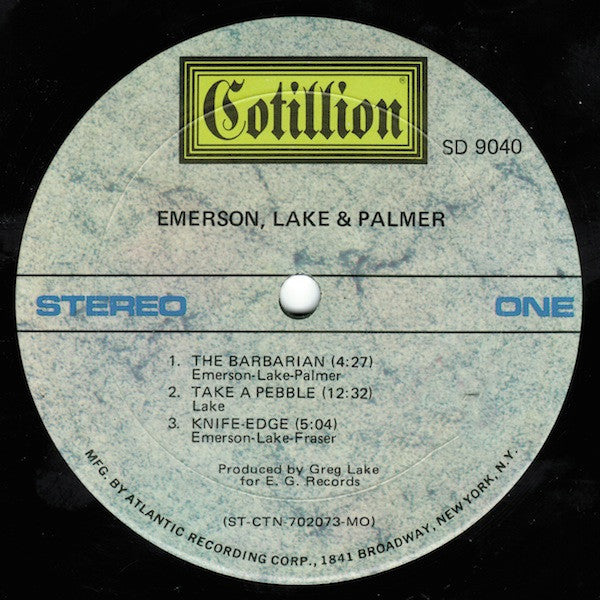 Cotillion®
SD 9040
EMERSON, LAKE & PALMER
STEREO
ONE
1. THE BARBARIAN (4:27)
Emerson-Lake-Palmer
2. TAKE A PEBBLE (12:32)
Lake
3. KNIFE-EDGE (5:04)
Emerson-Lake-Fraser
Produced by Greg Lake
for E. G. Records
(ST-CTN 702073-MO)
MFG. BY ATLANTIC RECORDING CORP., 1841 BROADWAY, NEW YORK, N.Y.